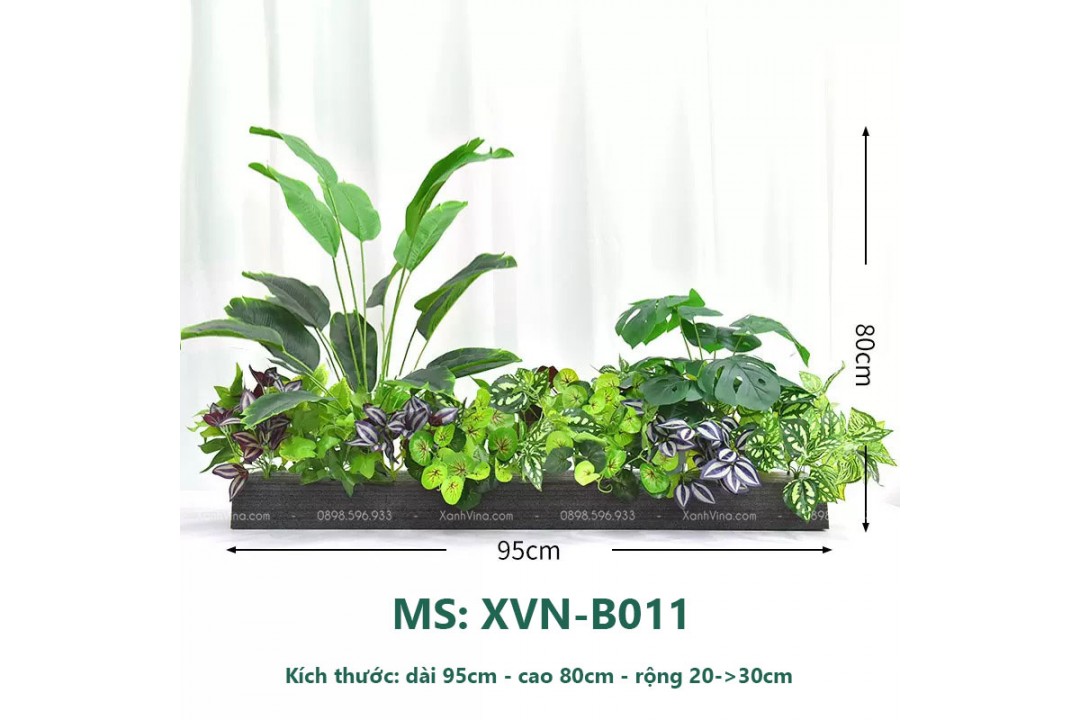 80cm
XanhVina.com - 0898.596.933 - XanhVina.com - 0898.596.933 - XanhVina.com - 089
95cm
MS: XVN-B011
Kích thước: dài 95cm - cao 80cm - rộng 20->30cm